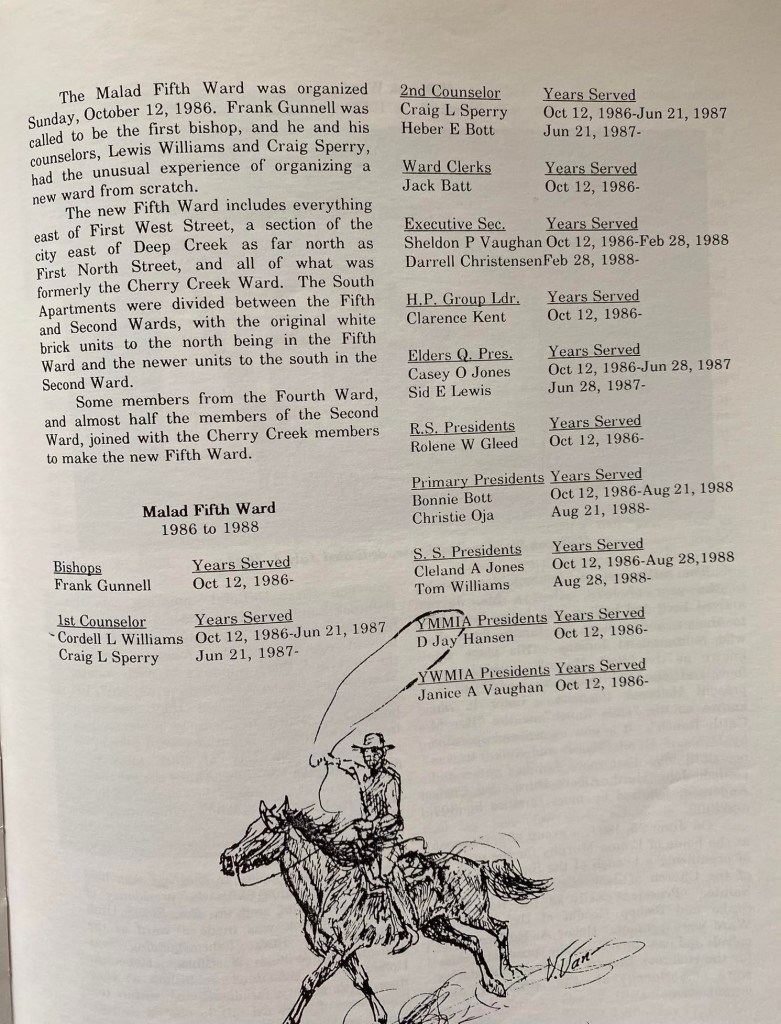 The Malad Fifth Ward was organized
Sunday, October 12, 1986. Frank Gunnell was
called to be the first bishop, and he and his
counselors, Lewis Williams and Craig Sperry,
had the unusual experience of organizing a
new ward from scratch.
The new Fifth Ward includes everything
east of First West Street, a section of the
city east of Deep Creek as far north as
First North Street, and all of what was
formerly the Cherry Creek Ward. The South
Apartments were divided between the Fifth
and Second Wards, with the original white
brick units to the north being in the Fifth
Ward and the newer units to the south in the
Second Ward.
Some members from the Fourth Ward,
and almost half the members of the Second
Ward, joined with the Cherry Creek members
to make the new Fifth Ward.
Malad Fifth Ward
1986 to 1988
Bishops Years Served
Frank Gunnell Oct 12, 1986-
1st Counselor Years Served
Cordell L Williams Oct 12, 1986-Jun 21, 1987
Craig L Sperry Jun 21, 1987-
2nd Counselor Years Served
Craig L Sperry Oct 12, 1986-Jun 21, 1987
Heber E Bott Jun 21, 1987-
Ward Clerks Years Served
Jack Batt Oct 12, 1986-
Executive Sec. Years Served
Sheldon P Vaughan Oct 12, 1986-Feb 28, 1988
Darrell Christensen Feb 28, 1988-
H.P. Group Ldr. Years Served
Clarence Kent Oct 12, 1986-
Elders Q. Pres. Years Served
Casey O Jones Oct 12, 1986-Jun 28, 1987
Sid E Lewis Jun 28, 1987-
R.S. Presidents Years Served
Rolene W Gleed Oct 12, 1986-
Primary Presidents Years Served
Bonnie Bott Oct 12, 1986-Aug 21, 1988
Christie Oja Aug 21, 1988-
S. S. Presidents Years Served
Cleland A Jones Oct 12, 1986-Aug 28,1988
Tom Williams Aug 28, 1988-
YMMIA Presidents Years Served
D Jay Hansen Oct 12, 1986-
YWMIA Presidents Years Served
Janice A Vaughan Oct 12, 1986-
V. Van